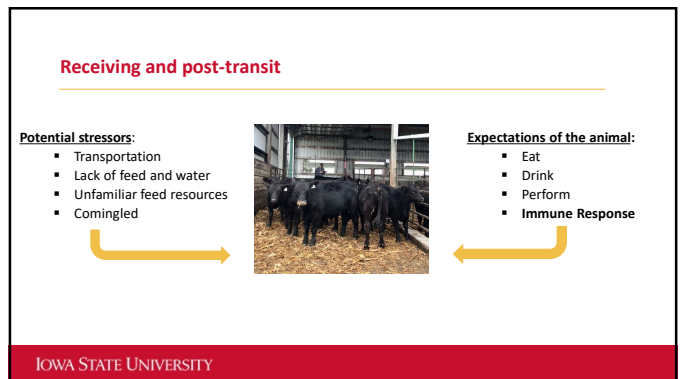 Receiving and post-transit
Potential stressors:
▪ Transportation
▪ Lack of feed and water
▪ Unfamiliar feed resources
▪ Comingled
Expectations of the animal:
▪ Eat
▪ Drink
▪ Perform
▪ Immune Response
IOWA STATE UNIVERSITY